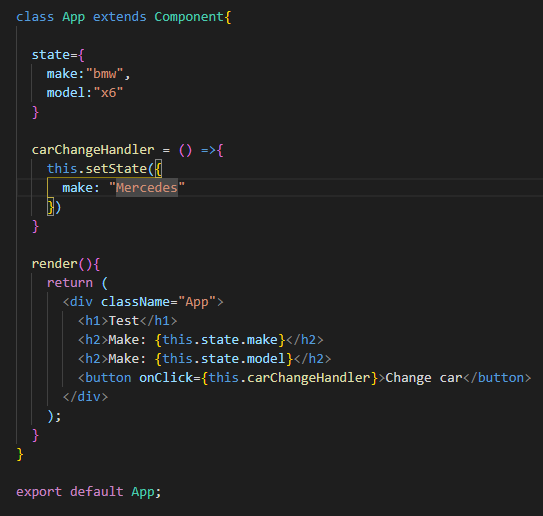 class App extends Component{
state={
make:"bmw",
model:"x6"
}
carChangeHandler = () =>{
this.setState({
make: "Mercedes"
})
}
render(){
return (
<div className="App">
<h1>Test</h1>
<h2>Make: {this.state.make}</h2>
<h2>Make: {this.state.model}</h2>
<button onClick={this.carChangeHandler}>Change car</button>
</div>
);
}
}
export default App;